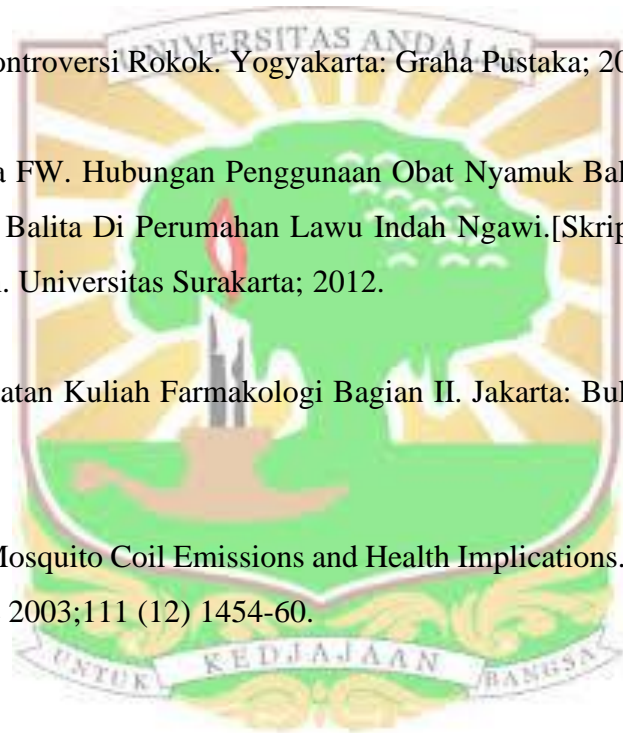 UNIVERSITAS ANDALAS
ontroversi Rokok. Yogyakarta: Graha Pustaka; 20
a FW. Hubungan Penggunaan Obat Nyamuk Bak
Balita Di Perumahan Lawu Indah Ngawi.[Skrip
. Universitas Surakarta; 2012.
atan Kuliah Farmakologi Bagian II. Jakarta: Bu
Mosquito Coil Emissions and Health Implications.
2003;111 (12) 1454-60.
UNTUK KEDJAJAAN BANGSA